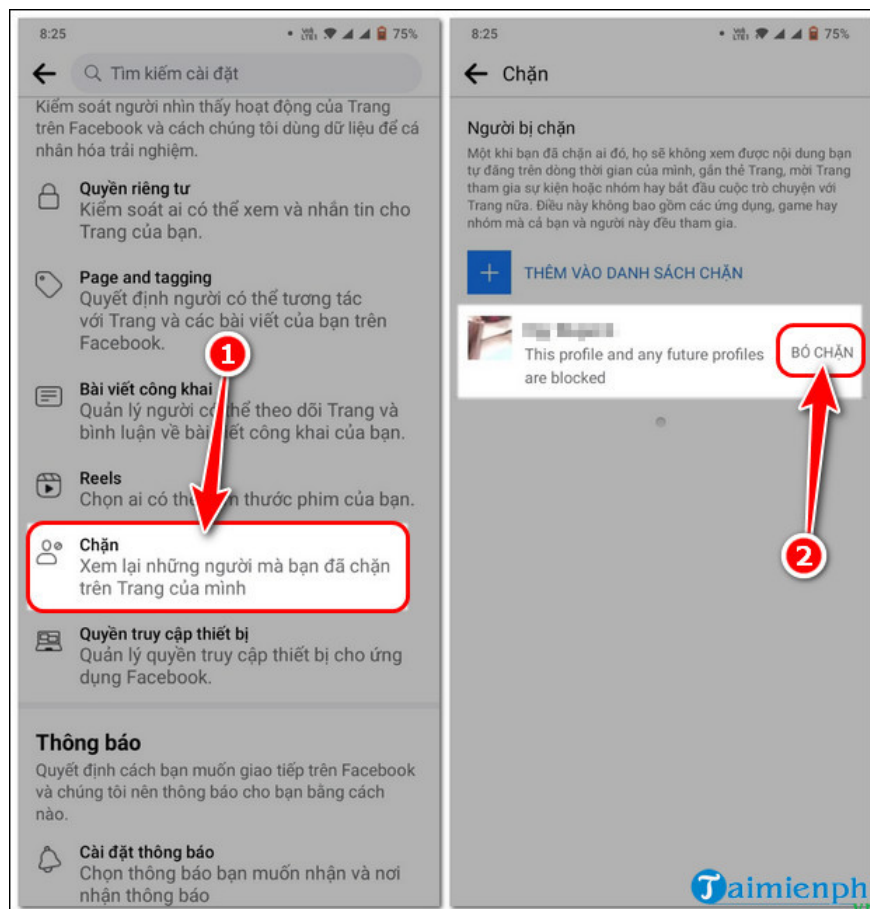 8:25
Vo) LTE1 75%
Tìm kiếm cài đặt
Kiểm soát người nhìn thấy hoạt động của Trang
trên Facebook và cách chúng tôi dùng dữ liệu để cá
nhân hóa trải nghiệm.
Quyền riêng tư
Kiểm soát ai có thể xem và nhắn tin cho
Trang của bạn.
Page and tagging
Quyết định người có thể tương tác
với Trang và các bài viết của bạn trên
Facebook.
1
Bài viết công khai
Quản lý người có thể theo dõi Trang và
bình luận về bài viết công khai của bạn.
Reels
Chọn ai có thể thước phim của bạn.
Chặn
Xem lại những người mà bạn đã chặn
trên Trang của mình
Quyền truy cập thiết bị
Quản lý quyền truy cập thiết bị cho ứng
dụng Facebook.
Thông báo
Quyết định cách bạn muốn giao tiếp trên Facebook
và chúng tôi nên thông báo cho bạn bằng cách
nào.
Cài đặt thông báo
Chọn thông báo bạn muốn nhận và nơi
nhận thông báo
8:25
Vo) LTE1 75%
Chặn
Người bị chặn
Một khi bạn đã chặn ai đó, họ sẽ không xem được nội dung bạn
tự đăng trên dòng thời gian của mình, gắn thẻ Trang, mời Trang
tham gia sự kiện hoặc nhóm hay bắt đầu cuộc trò chuyện với
Trang nữa. Điều này không bao gồm các ứng dụng, game hay
nhóm mà cả bạn và người này đều tham gia.
THÊM VÀO DANH SÁCH CHẶN
This profile and any future profiles
are blocked
BỎ CHẶN
2
Taimienph